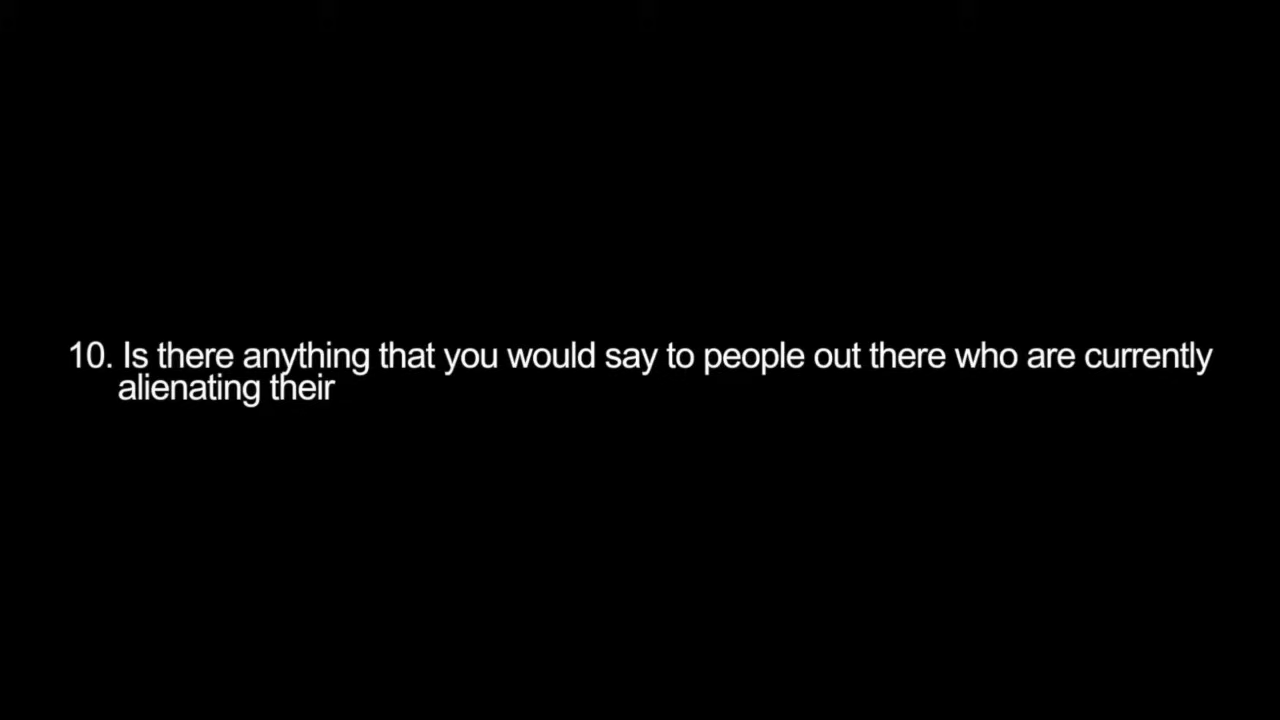 10. Is there anything that you would say to people out there who are currently
alienating their